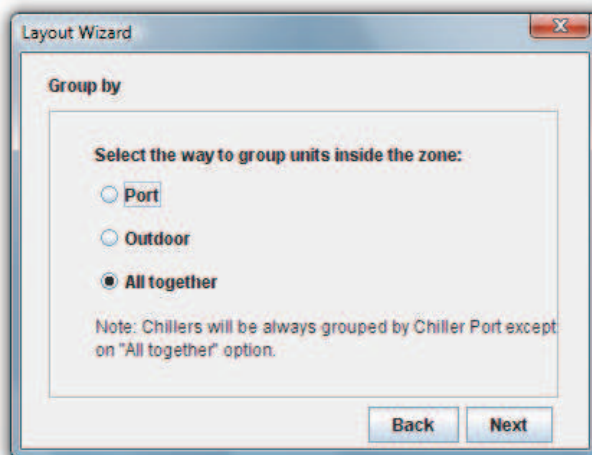 Layout Wizard
Group by
Select the way to group units inside the zone:
Port
Outdoor
All together
Note: Chillers will be always grouped by Chiller Port except
on "All together" option.
Back Next